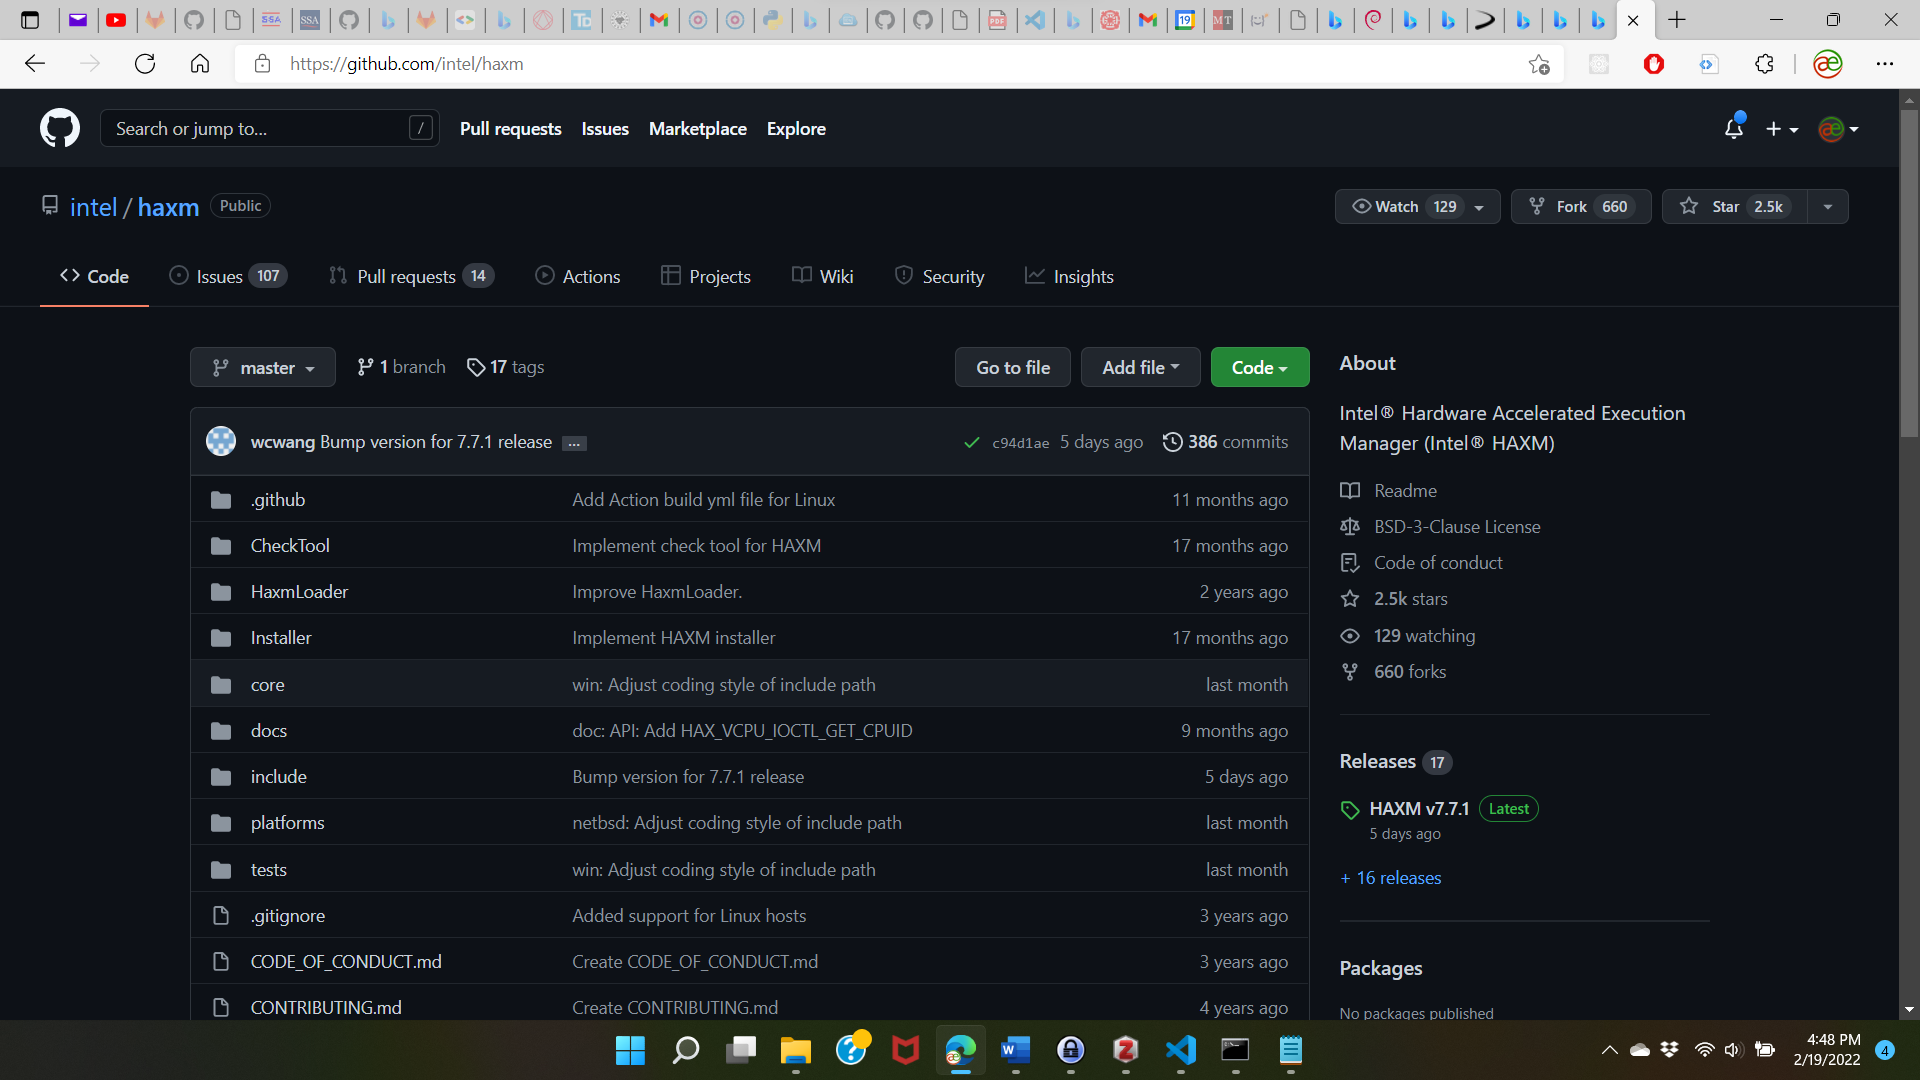 https://github.com/intel/haxm
Search or jump to... /
Pull requests Issues Marketplace Explore
intel / haxm Public
Watch 129 Fork 660 Star 2.5k
Code Issues 107 Pull requests 14 Actions Projects Wiki Security Insights
master 1 branch 17 tags Go to file Add file Code
wcwang Bump version for 7.7.1 release ... c94d1ae 5 days ago 386 commits
.github Add Action build yml file for Linux 11 months ago
CheckTool Implement check tool for HAXM 17 months ago
HaxmLoader Improve HaxmLoader. 2 years ago
Installer Implement HAXM installer 17 months ago
core win: Adjust coding style of include path last month
docs doc: API: Add HAX_VCPU_IOCTL_GET_CPUID 9 months ago
include Bump version for 7.7.1 release 5 days ago
platforms netbsd: Adjust coding style of include path last month
tests win: Adjust coding style of include path last month
.gitignore Added support for Linux hosts 3 years ago
CODE_OF_CONDUCT.md Create CODE_OF_CONDUCT.md 3 years ago
CONTRIBUTING.md Create CONTRIBUTING.md 4 years ago
About
Intel® Hardware Accelerated Execution
Manager (Intel® HAXM)
Readme
BSD-3-Clause License
Code of conduct
2.5k stars
129 watching
660 forks
Releases 17
HAXM v7.7.1 Latest
5 days ago
+ 16 releases
Packages
No packages published
4:48 PM
2/19/2022
4